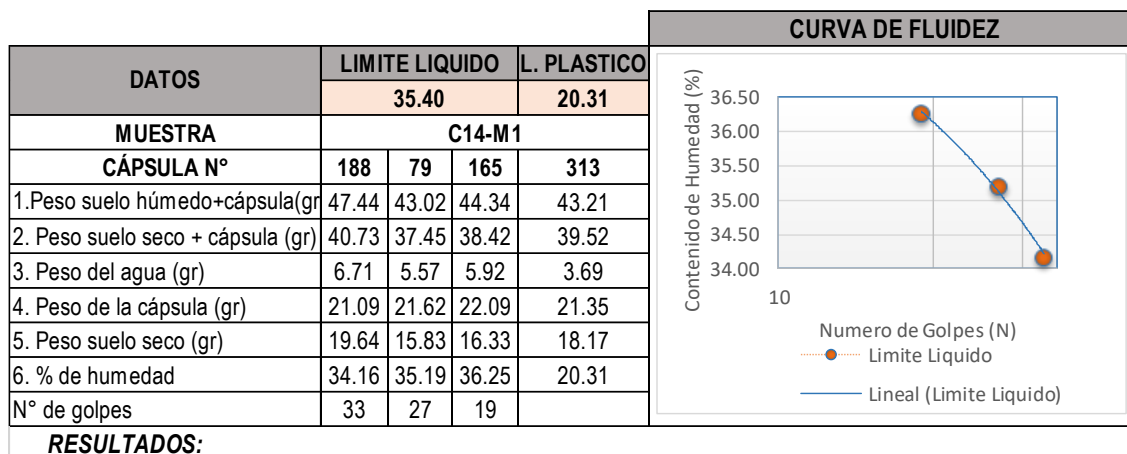 CURVA DE FLUIDEZ
DATOS LIMITE LIQUIDO L. PLASTICO
35.40 20.31
MUESTRA C14-M1
CÁPSULA N° 188 79 165 313
1.Peso suelo húmedo+cápsula(gr 47.44 43.02 44.34 43.21
2. Peso suelo seco + cápsula (gr) 40.73 37.45 38.42 39.52
3. Peso del agua (gr) 6.71 5.57 5.92 3.69
4. Peso de la cápsula (gr) 21.09 21.62 22.09 21.35
5. Peso suelo seco (gr) 19.64 15.83 16.33 18.17
6. % de humedad 34.16 35.19 36.25 20.31
N° de golpes 33 27 19
RESULTADOS:
Contenido de Humedad (%)
36.50
36.00
35.50
35.00
34.50
34.00
10
Numero de Golpes (N)
Limite Liquido
Lineal (Limite Liquido)